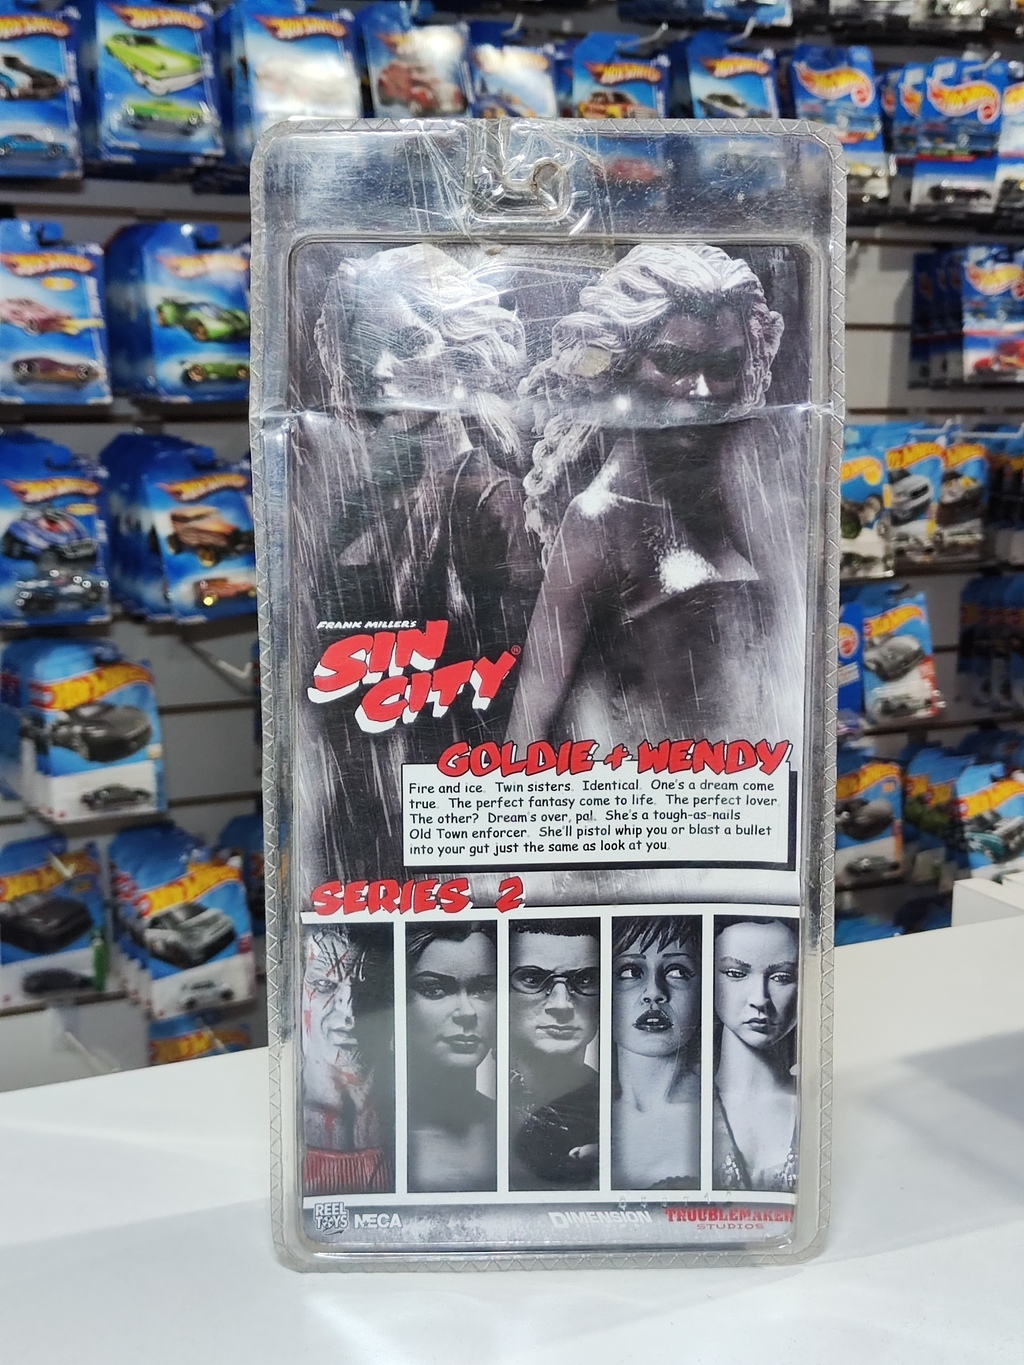 FRANK MILLER'S
SIN
CITY®
GOLDIE + WENDY
Fire and ice. Twin sisters. Identical. One's a dream come
true. The perfect fantasy come to life. The perfect lover.
The other? Dream's over, pal. She's a tough-as-nails
Old Town enforcer. She'll pistol whip you or blast a bullet
into your gut just the same as look at you.
SERIES 2
REEL
TOYS
NECA
DIMENSION
TROUBLEMAKER
STUDIOS